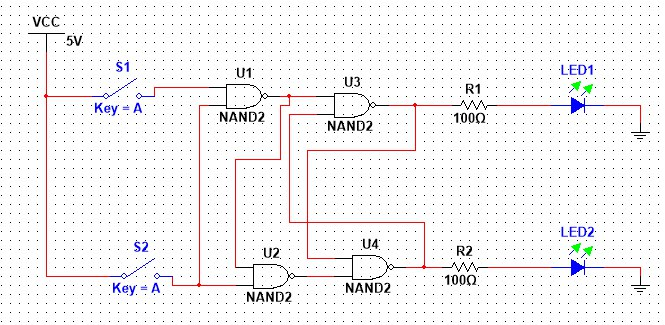 VCC
5V
S1
Key = A
U1
NAND2
U3
NAND2
R1
100Ω
LED1
S2
Key = A
U2
NAND2
U4
NAND2
R2
100Ω
LED2